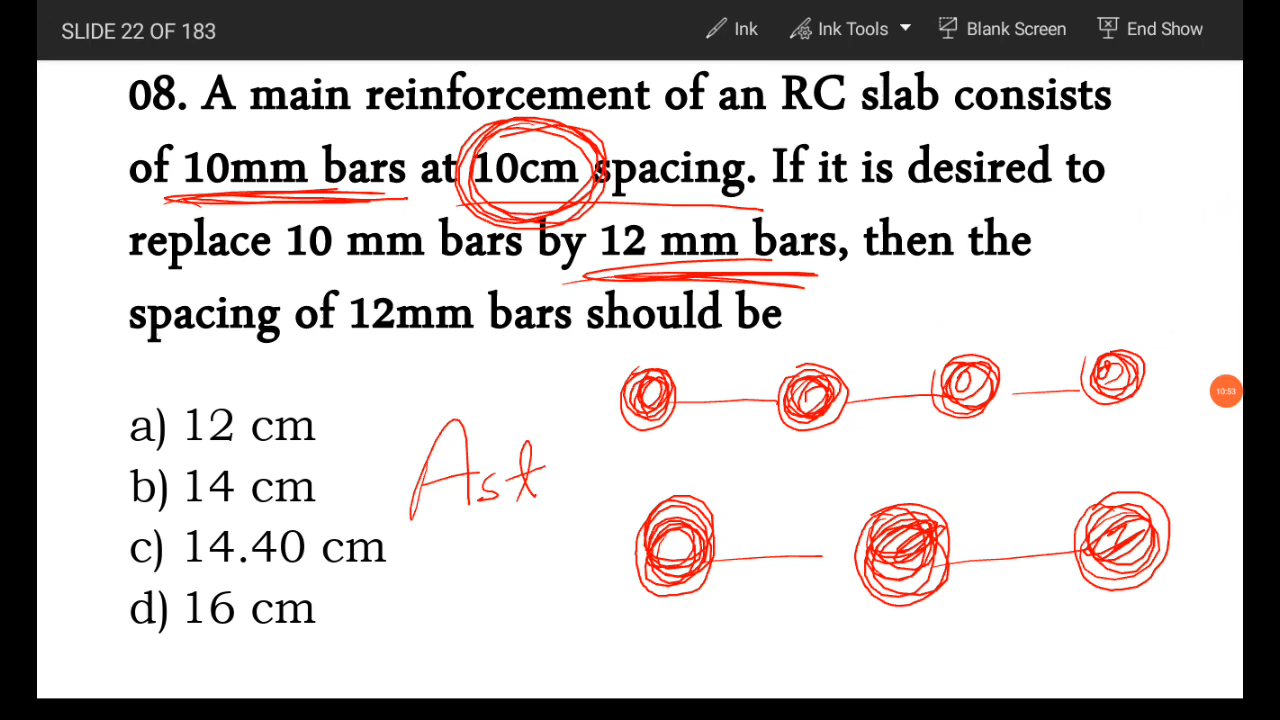 SLIDE 22 OF 183 Ink Ink Tools Blank Screen End Show
08. A main reinforcement of an RC slab consists
of 10mm bars at 10cm spacing. If it is desired to
replace 10 mm bars by 12 mm bars, then the
spacing of 12mm bars should be
10:53
a) 12 cm
b) 14 cm
Ast
c) 14.40 cm
d) 16 cm